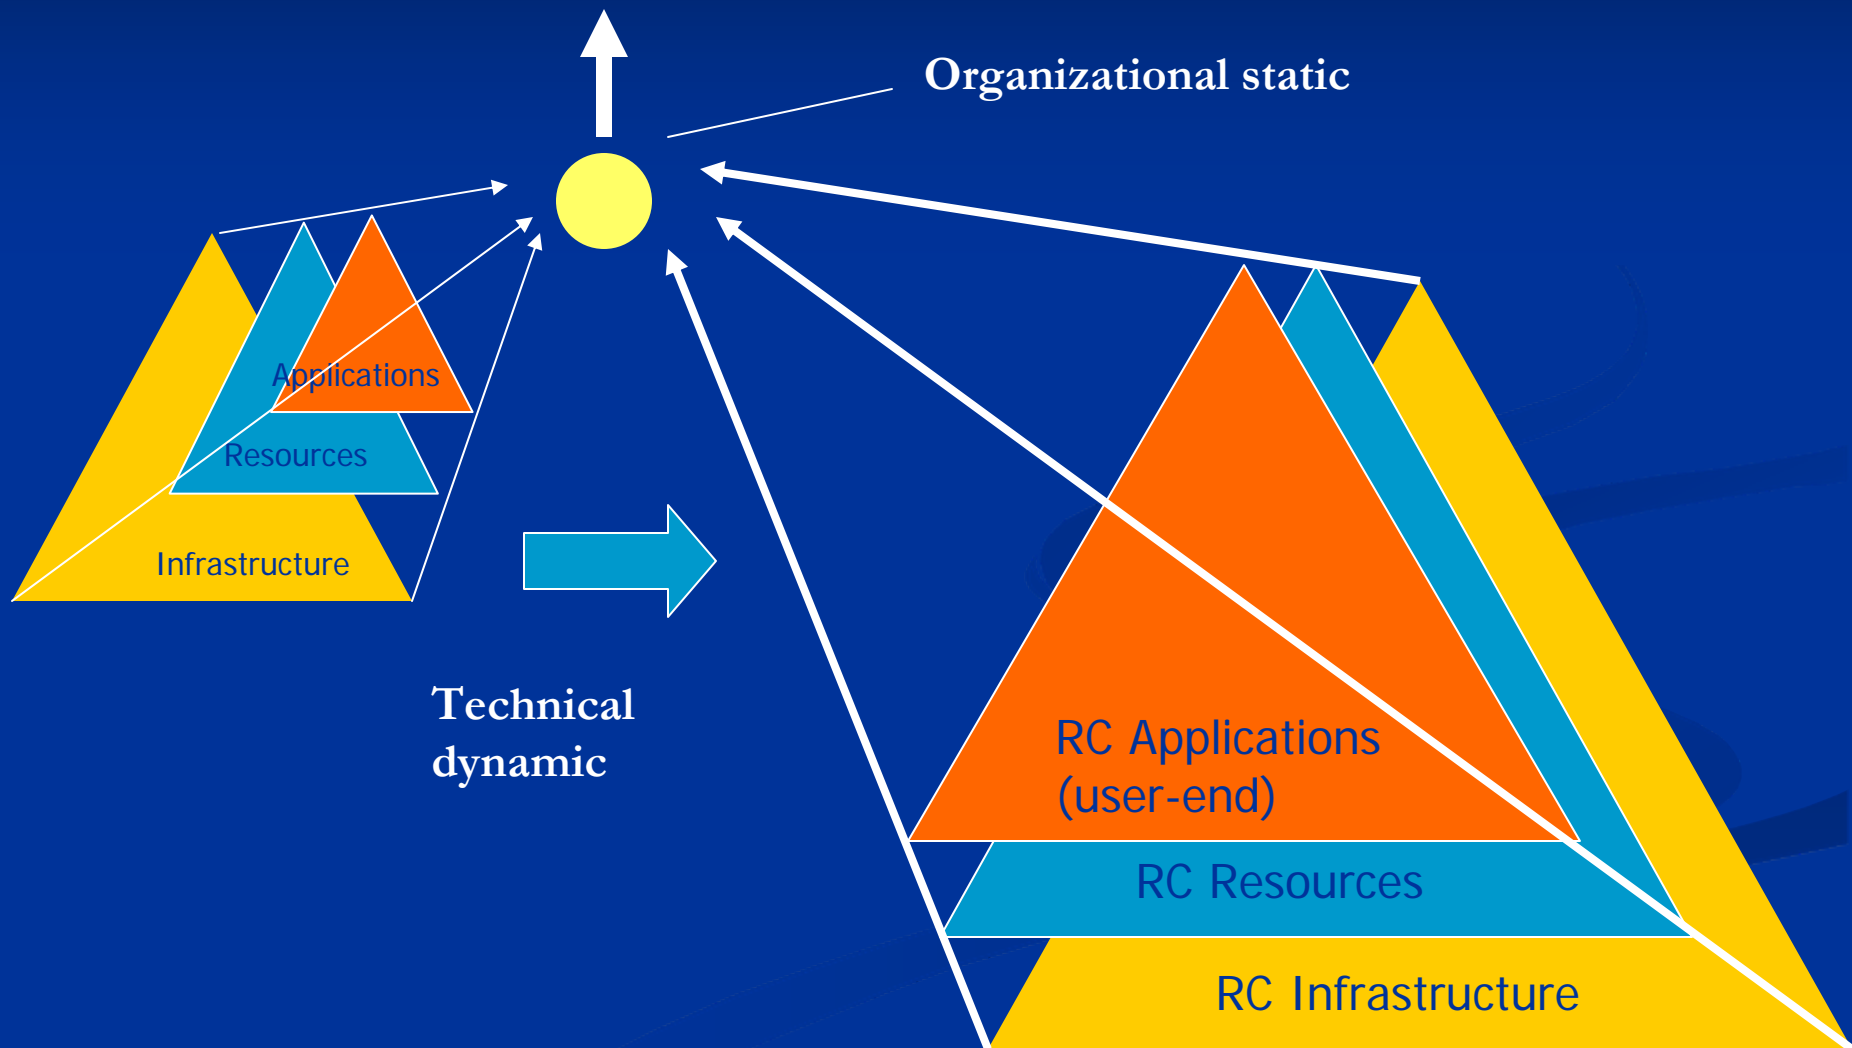 Organizational static
Applications
Resources
Infrastructure
Technical
dynamic
RC Applications
(user-end)
RC Resources
RC Infrastructure